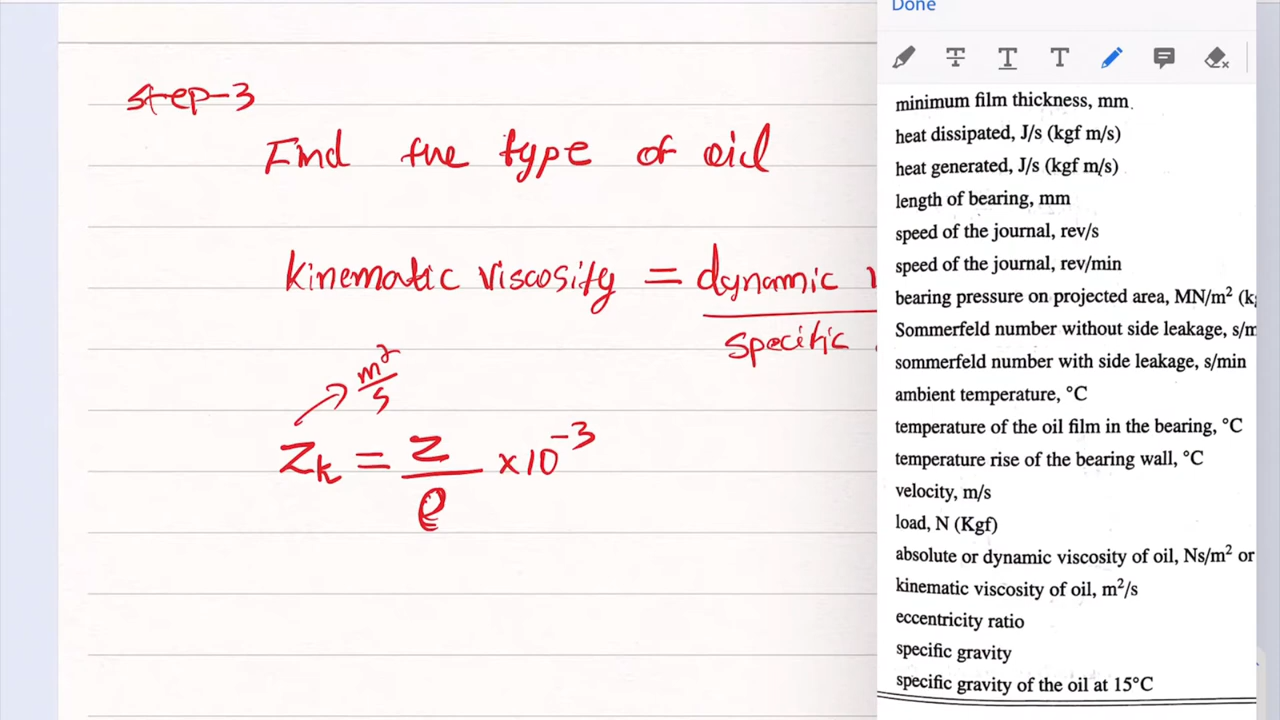 step-3
Find the type of oil
kinematic viscosity = dynamic
specific
m²/s
Zk = Z/ρ ×10⁻³
Done
minimum film thickness, mm
heat dissipated, J/s (kgf m/s)
heat generated, J/s (kgf m/s)
length of bearing, mm
speed of the journal, rev/s
speed of the journal, rev/min
bearing pressure on projected area, MN/m² (k
Sommerfeld number without side leakage, s/m
sommerfeld number with side leakage, s/min
ambient temperature, °C
temperature of the oil film in the bearing, °C
temperature rise of the bearing wall, °C
velocity, m/s
load, N (Kgf)
absolute or dynamic viscosity of oil, Ns/m² or
kinematic viscosity of oil, m²/s
eccentricity ratio
specific gravity
specific gravity of the oil at 15°C